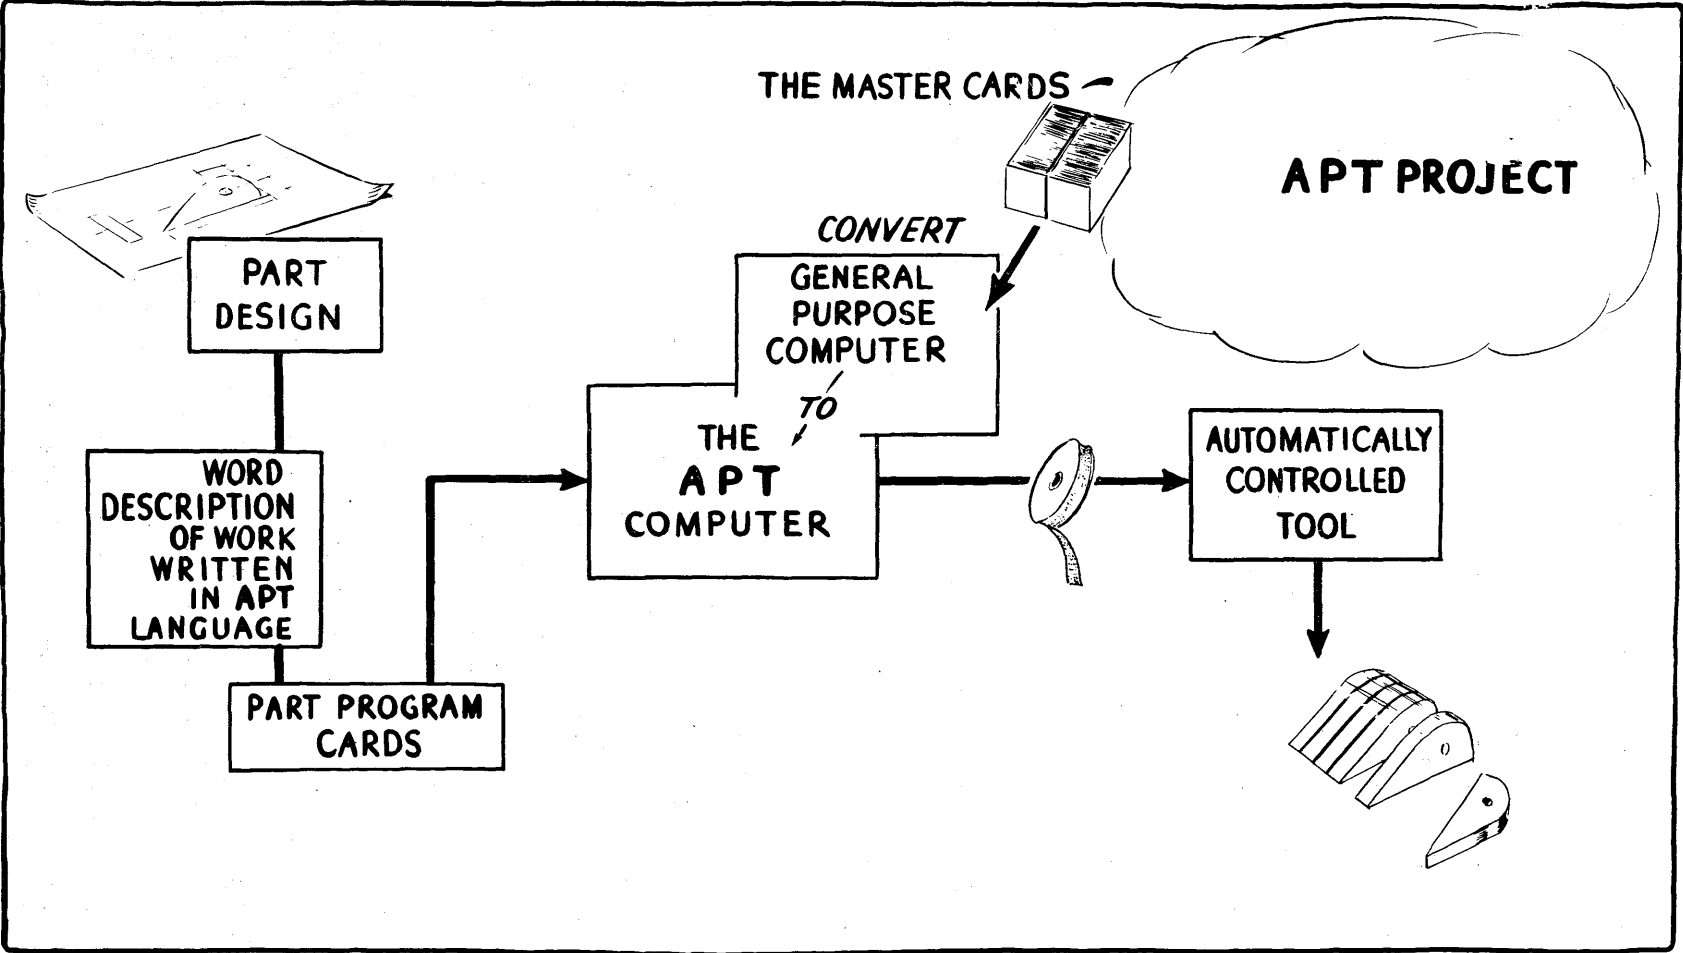 THE MASTER CARDS
APT PROJECT
PART
DESIGN
CONVERT
GENERAL
PURPOSE
COMPUTER
TO
THE
APT
COMPUTER
WORD
DESCRIPTION
OF WORK
WRITTEN
IN APT
LANGUAGE
PART PROGRAM
CARDS
AUTOMATICALLY
CONTROLLED
TOOL